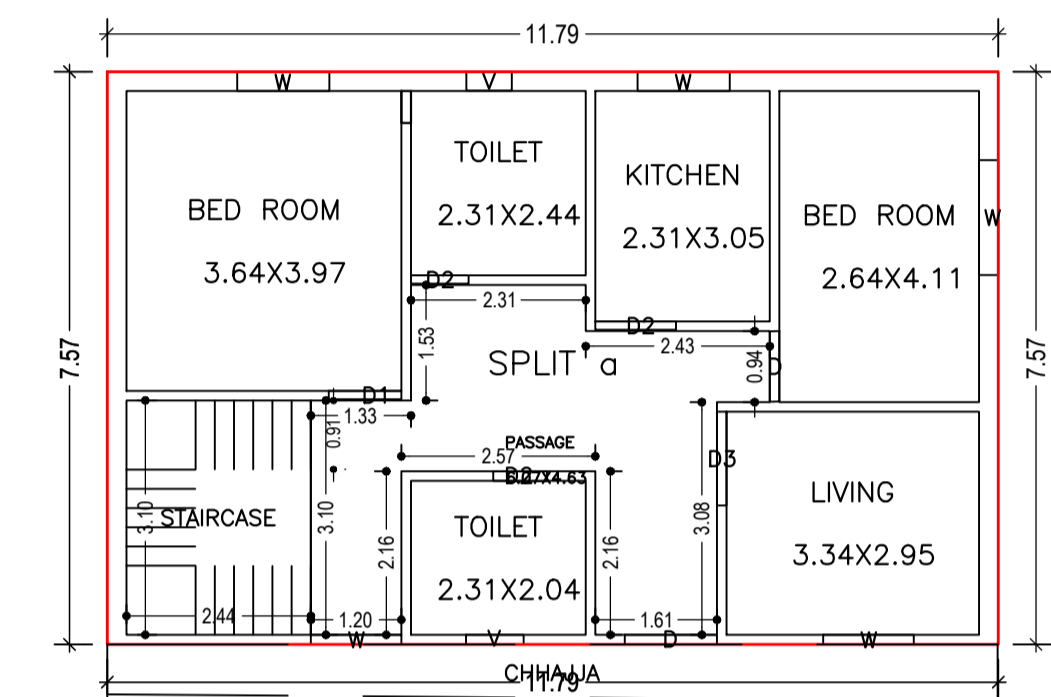 11.79
W
V
W
TOILET
2.31X2.44
KITCHEN
2.31X3.05
BED ROOM
3.64X3.97
BED ROOM
2.64X4.11
W
7.57
7.57
D2
2.31
D2
2.43
1.53
SPLIT a
0.94
D
D1
1.33
0.91
PASSAGE
2.57
D2
D3
3.10
STAIRCASE
3.10
2.16
TOILET
2.31X2.04
2.16
3.08
LIVING
3.34X2.95
2.44
1.20
1.61
W
V
D
W
CHHAJJA
11.79